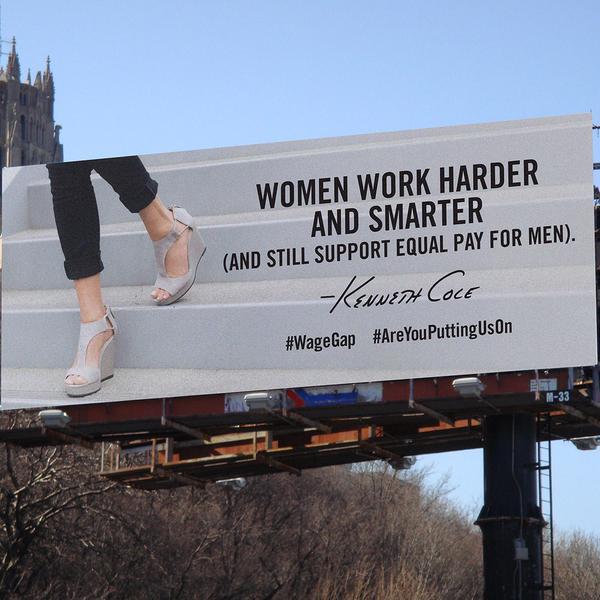 WOMEN WORK HARDER
AND SMARTER
(AND STILL SUPPORT EQUAL PAY FOR MEN).
-KENNETH COLE
#WageGap #AreYouPuttingUsOn
M-33